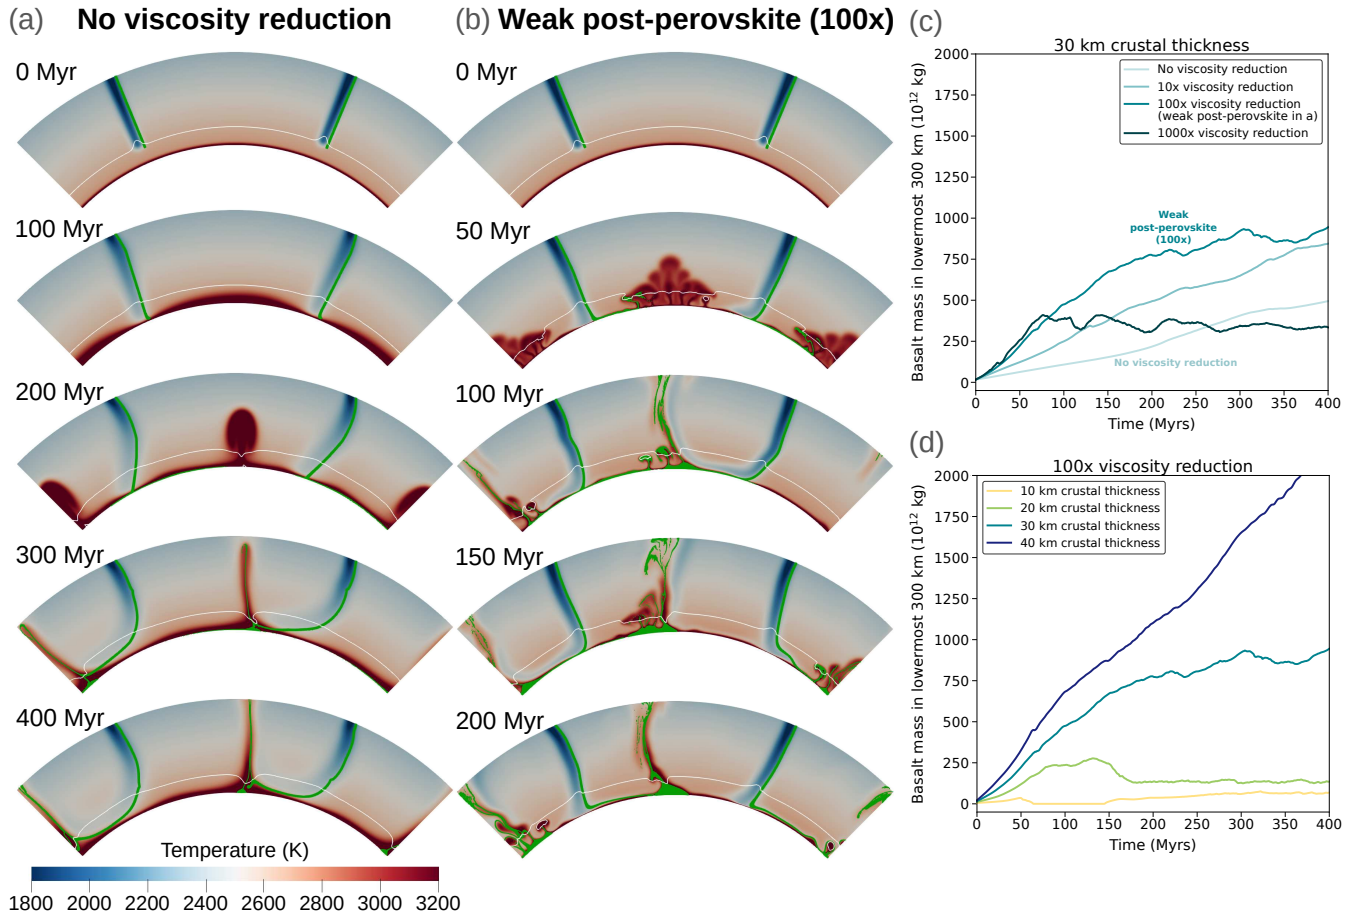 (a) No viscosity reduction
0 Myr
100 Myr
200 Myr
300 Myr
400 Myr
Temperature (K)
1800 2000 2200 2400 2600 2800 3000 3200
(b) Weak post-perovskite (100x)
0 Myr
50 Myr
100 Myr
150 Myr
200 Myr
(c)
30 km crustal thickness
Basalt mass in lowermost 300 km (10¹² kg)
2000
1750
1500
1250
1000
750
500
250
0
No viscosity reduction
10x viscosity reduction
100x viscosity reduction
(weak post-perovskite in a)
1000x viscosity reduction
Weak
post-perovskite
(100x)
No viscosity reduction
0 50 100 150 200 250 300 350 400
Time (Myrs)
(d)
100x viscosity reduction
Basalt mass in lowermost 300 km (10¹² kg)
2000
1750
1500
1250
1000
750
500
250
0
10 km crustal thickness
20 km crustal thickness
30 km crustal thickness
40 km crustal thickness
0 50 100 150 200 250 300 350 400
Time (Myrs)